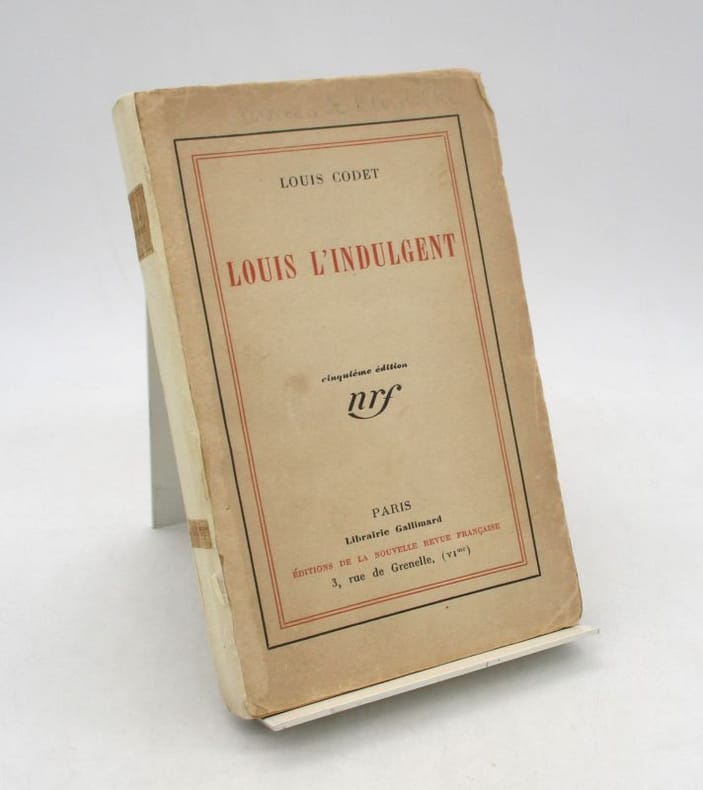 LOUIS CODET
LOUIS L'INDULGENT
cinquième édition
nrf
PARIS
Librairie Gallimard
ÉDITIONS DE LA NOUVELLE REVUE FRANÇAISE
3, rue de Grenelle, (VIme)